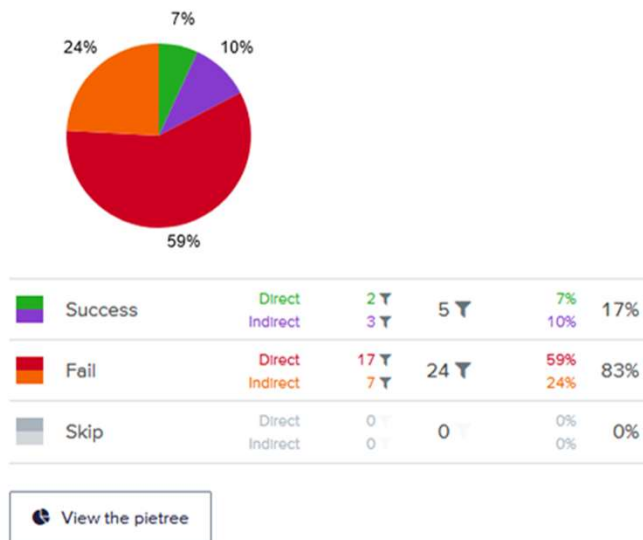 7%
24%
10%
59%
Success Direct 2 5 7% 17%
Indirect 3 10%
Fail Direct 17 24 59% 83%
Indirect 7 24%
Skip Direct 0 0 0% 0%
Indirect 0 0%
View the pietree